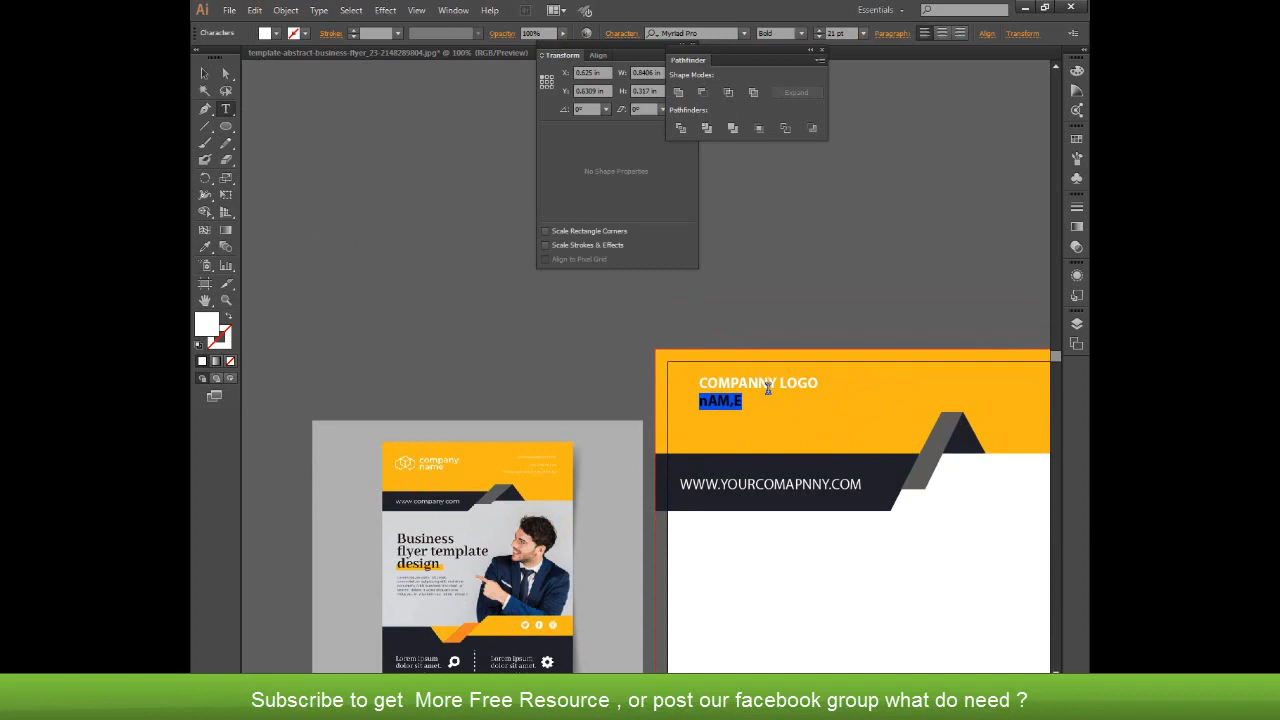 Ai File Edit Object Type Select Effect View Window Help Essentials
Characters Stroke: Opacity: 100% Character: Myriad Pro Bold 21 pt Paragraph: Align Transform
template-abstract-business-flyer_23-2148289804.jpg* @ 100% (RGB/Preview)
Transform Align
X: 0.625 in W: 0.8406 in
Y: 0.6309 in H: 0.317 in
0° 0°
No Shape Properties
Scale Rectangle Corners
Scale Strokes & Effects
Align to Pixel Grid
Pathfinder
Shape Modes:
Expand
Pathfinders:
COMPANNY LOGO
nAM,E
WWW.YOURCOMAPNNY.COM
company
name
www.company.com
Business
flyer template
design
Lorem ipsum
dolor sit amet.
Lorem ipsum
dolor sit amet.
Subscribe to get More Free Resource , or post our facebook group what do need ?